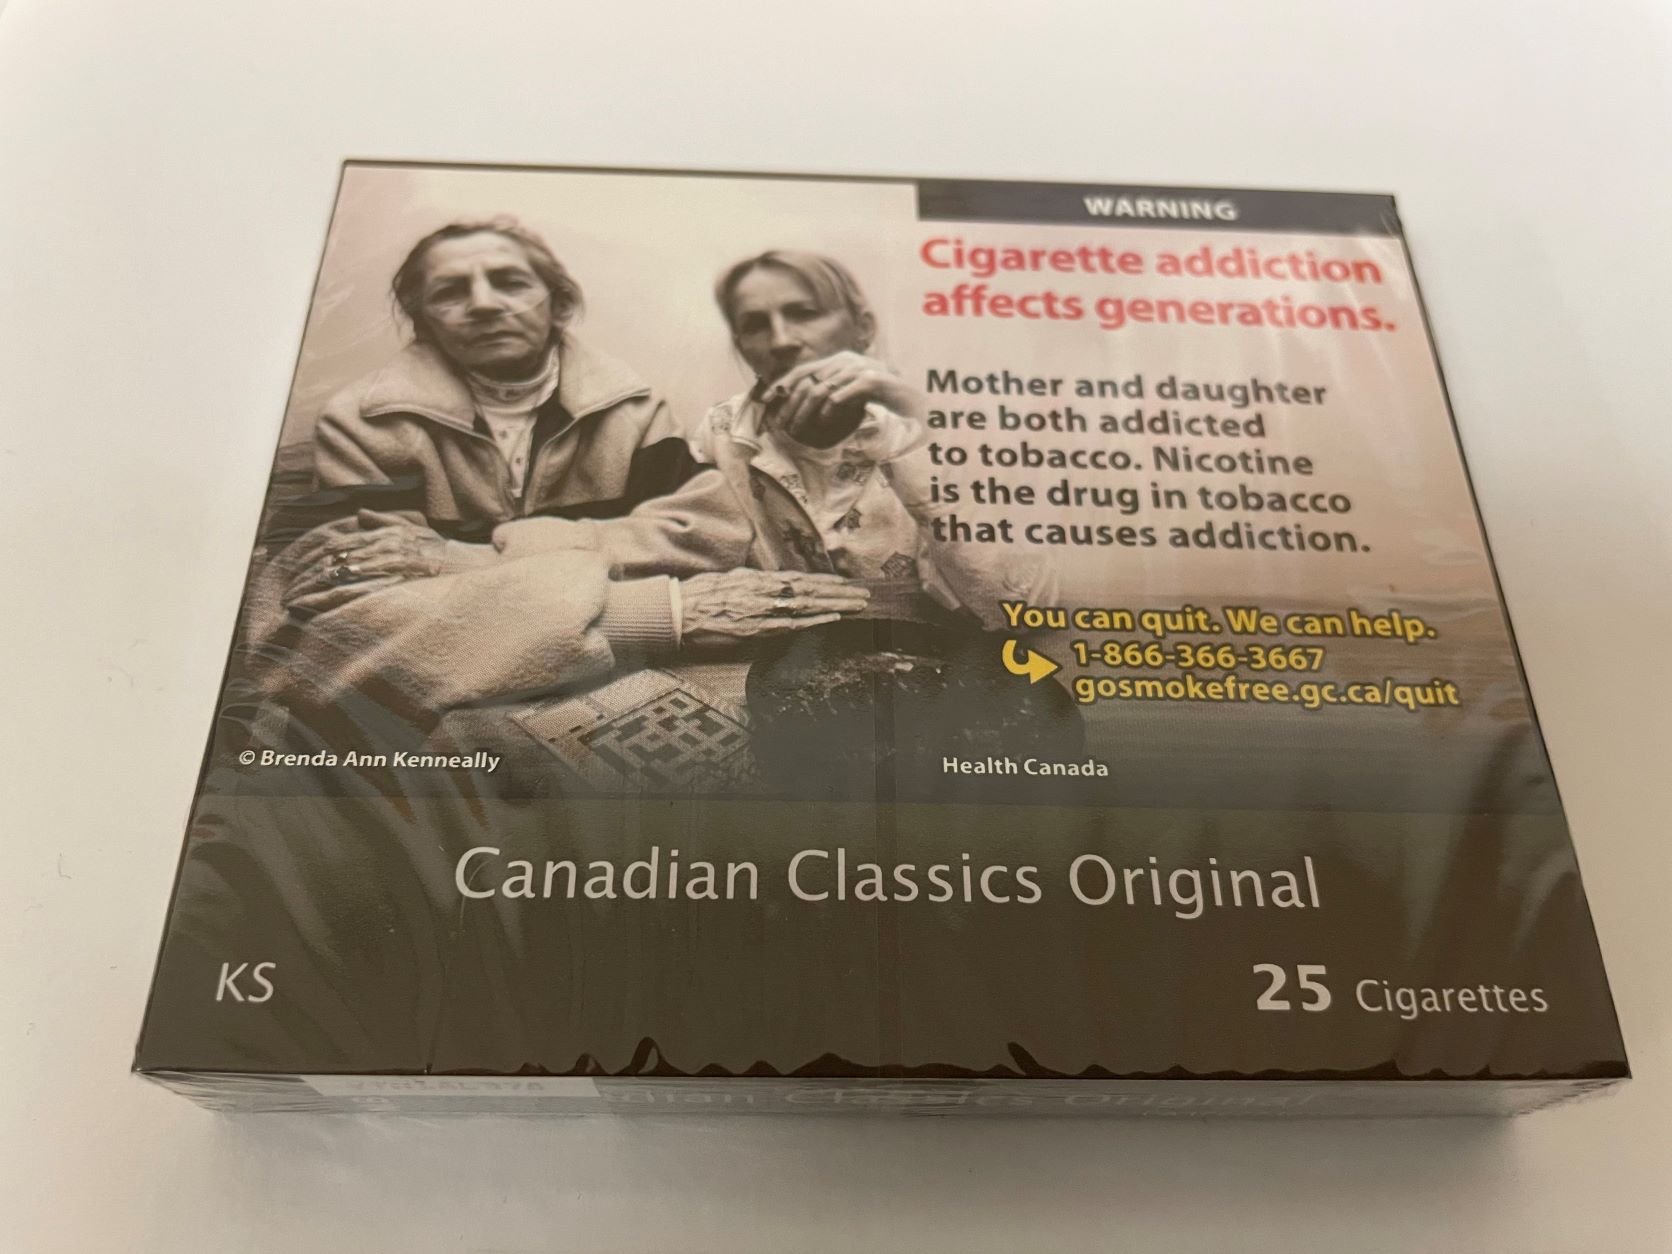 WARNING
Cigarette addiction
affects generations.
Mother and daughter
are both addicted
to tobacco. Nicotine
is the drug in tobacco
that causes addiction.
You can quit. We can help.
1-866-366-3667
gosmokefree.gc.ca/quit
© Brenda Ann Kenneally
Health Canada
Canadian Classics Original
KS
25 Cigarettes
Classics Original